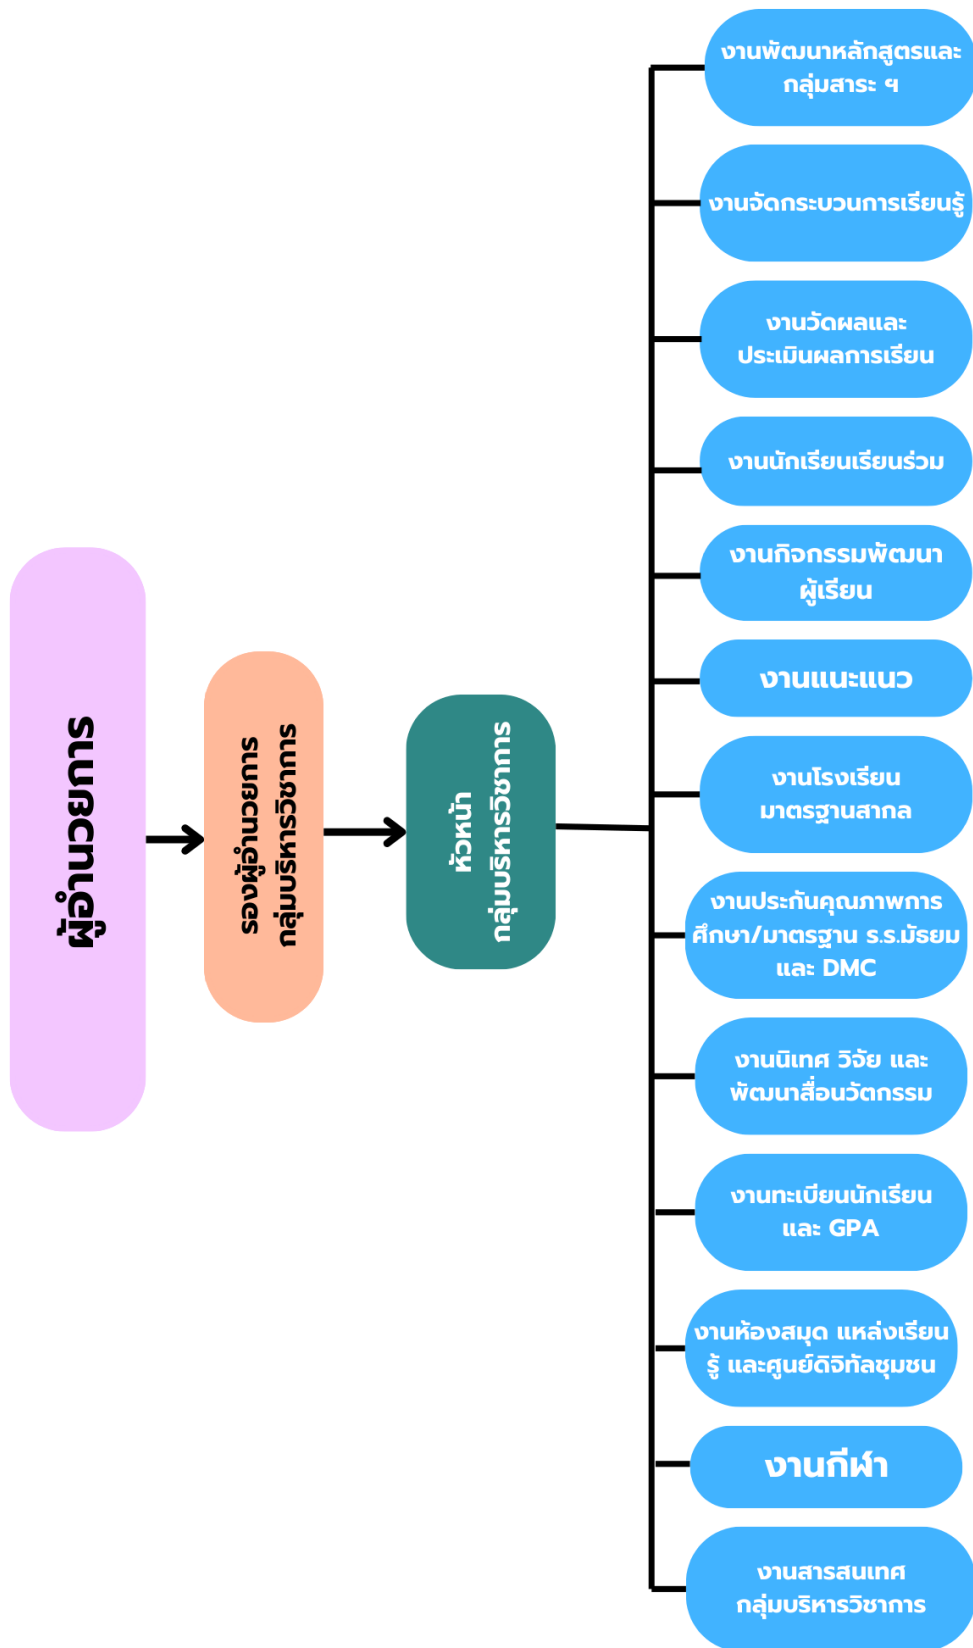 ผู้อำนวยการ
รองผู้อำนวยการ
กลุ่มบริหารวิชาการ
หัวหน้า
กลุ่มบริหารวิชาการ
งานพัฒนาหลักสูตรและ
กลุ่มสาระ ฯ
งานจัดกระบวนการเรียนรู้
งานวัดผลและ
ประเมินผลการเรียน
งานนักเรียนเรียนร่วม
งานกิจกรรมพัฒนา
ผู้เรียน
งานแนะแนว
งานโรงเรียน
มาตรฐานสากล
งานประกันคุณภาพการ
ศึกษา/มาตรฐาน ร.ร.มัธยม
และ DMC
งานนิเทศ วิจัย และ
พัฒนาสื่อนวัตกรรม
งานทะเบียนนักเรียน
และ GPA
งานห้องสมุด แหล่งเรียน
รู้ และศูนย์ดิจิทัลชุมชน
งานกีฬา
งานสารสนเทศ
กลุ่มบริหารวิชาการ